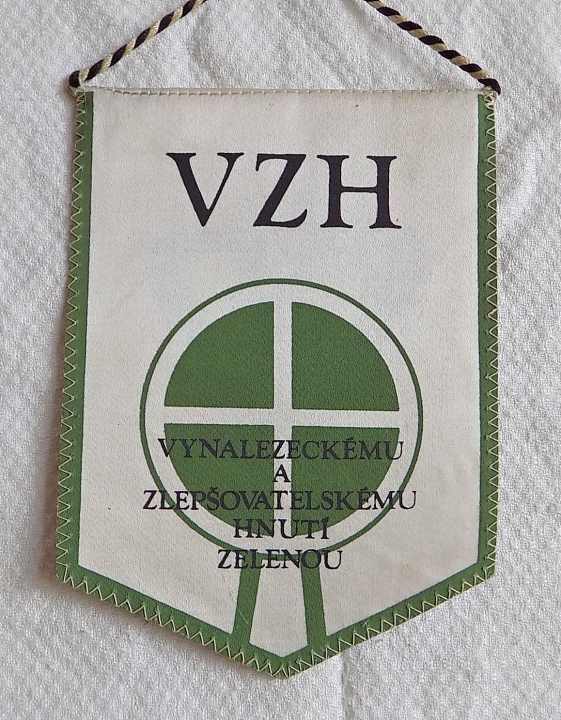 VZH
VYNALEZECKÉMU
A
ZLEPŠOVATELSKÉMU
HNUTÍ
ZELENOU